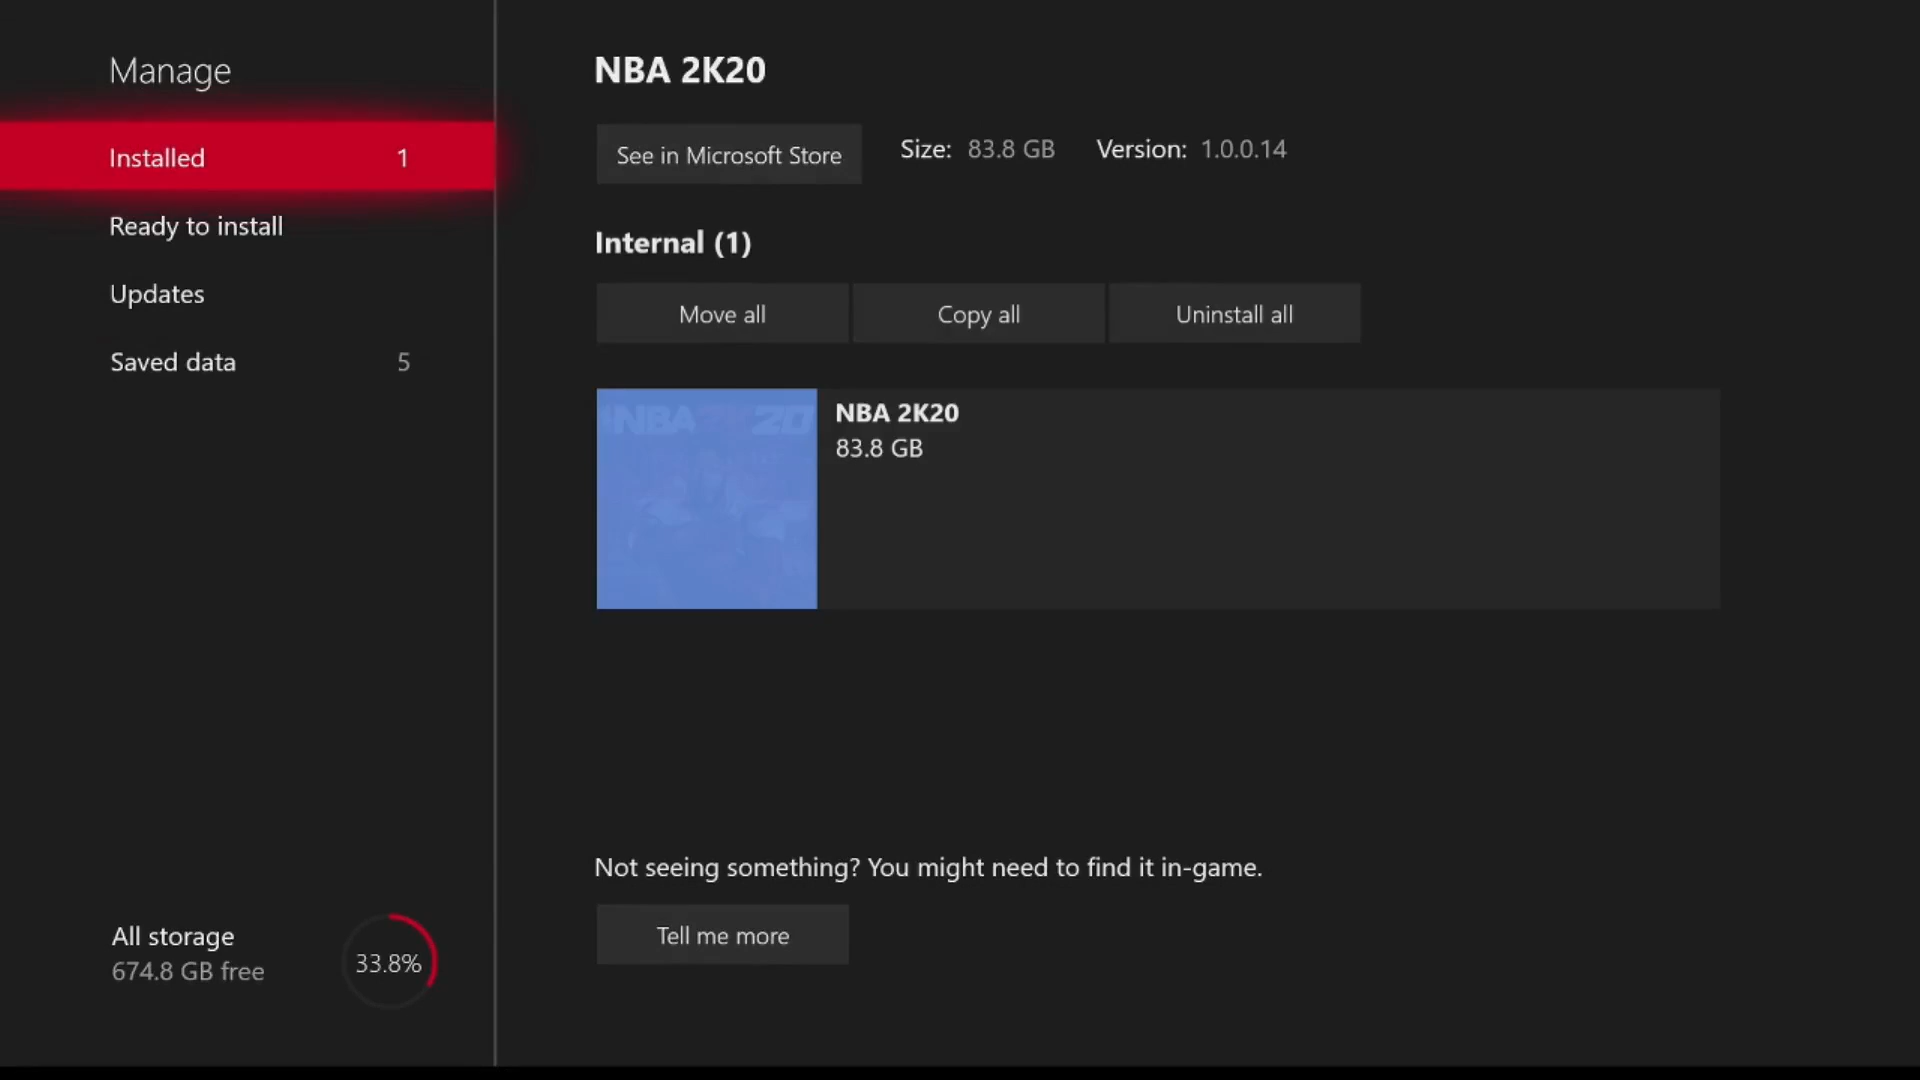 Manage
Installed 1
Ready to install
Updates
Saved data 5
All storage
674.8 GB free
33.8%
NBA 2K20
See in Microsoft Store
Size: 83.8 GB Version: 1.0.0.14
Internal (1)
Move all
Copy all
Uninstall all
NBA 2K20
NBA 2K20
83.8 GB
Not seeing something? You might need to find it in-game.
Tell me more